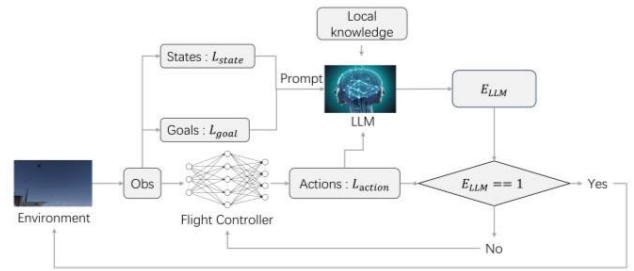 Local
knowledge
States : L_state
Prompt
E_LLM
LLM
Goals : L_goal
Obs
Actions : L_action
E_LLM == 1
Yes
Environment
Flight Controller
No